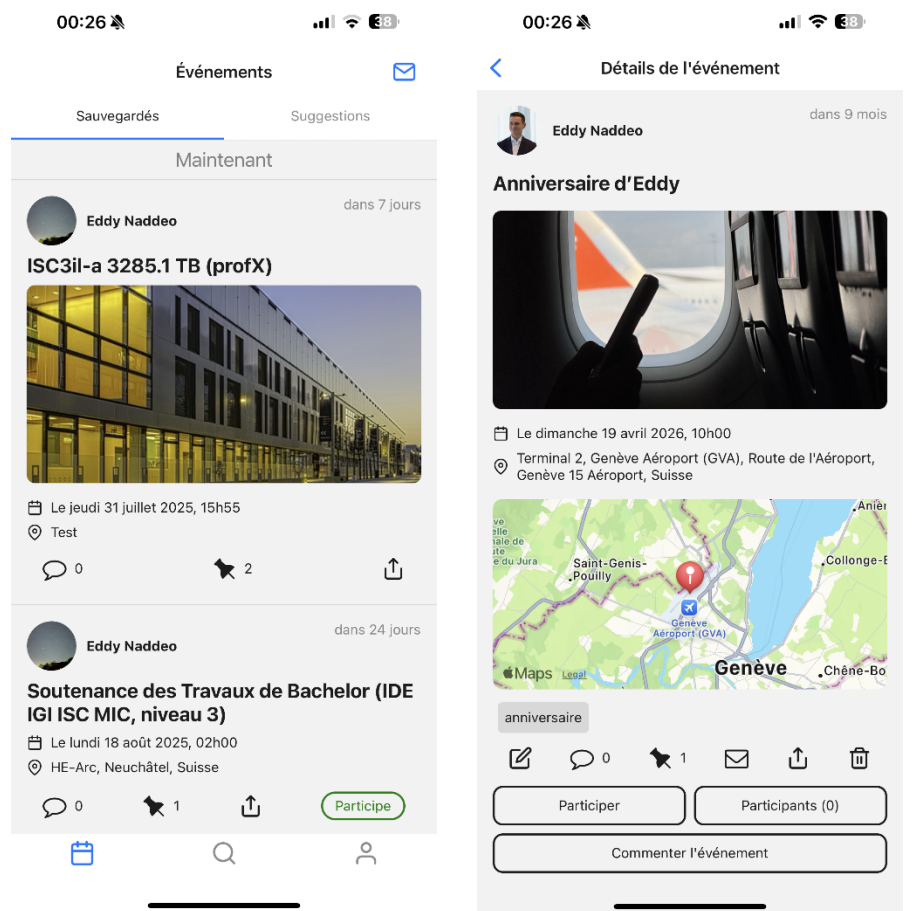 00:26
38
Événements
Sauvegardés
Suggestions
Maintenant
Eddy Naddeo
dans 7 jours
ISC3il-a 3285.1 TB (profX)
Le jeudi 31 juillet 2025, 15h55
Test
0
2
Eddy Naddeo
dans 24 jours
Soutenance des Travaux de Bachelor (IDE
IGI ISC MIC, niveau 3)
Le lundi 18 août 2025, 02h00
HE-Arc, Neuchâtel, Suisse
0
1
Participe
00:26
38
Détails de l'événement
Eddy Naddeo
dans 9 mois
Anniversaire d'Eddy
Le dimanche 19 avril 2026, 10h00
Terminal 2, Genève Aéroport (GVA), Route de l'Aéroport,
Genève 15 Aéroport, Suisse
Anièr
e du Jura
Saint-Genis-
Pouilly
Collonge-B
Genève
Aéroport (GVA)
Genève
Chêne-Bo
Maps
Legal
anniversaire
0
1
Participer
Participants (0)
Commenter l'événement